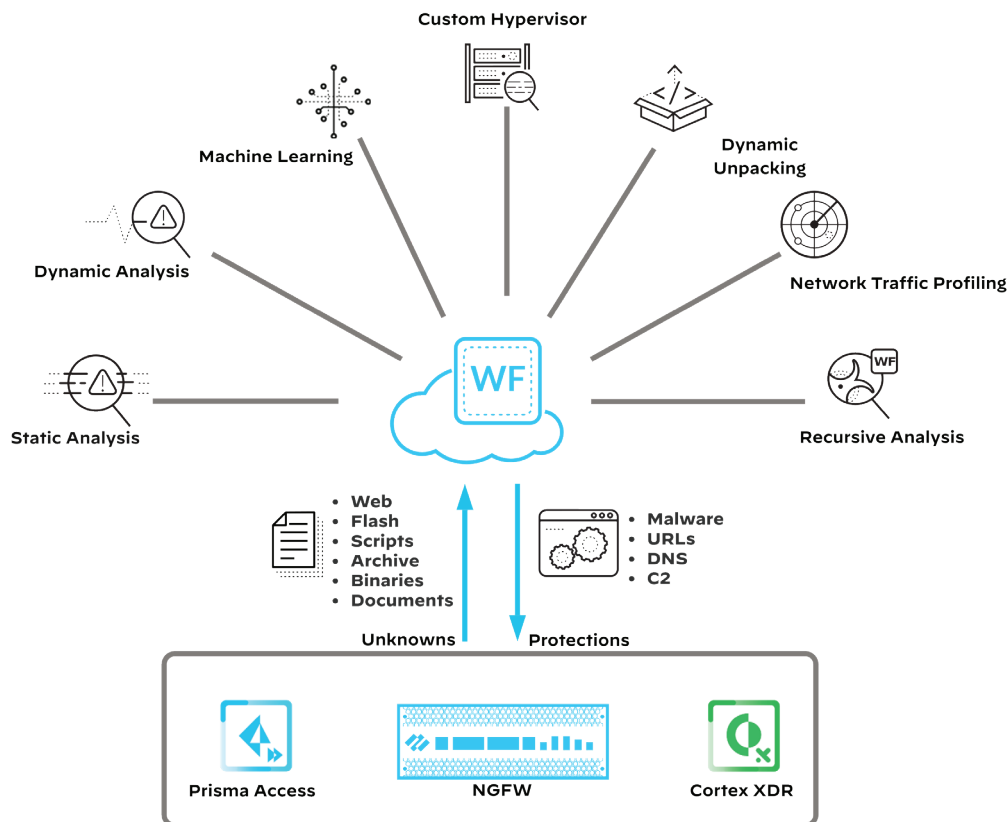 Custom Hypervisor
Machine Learning
Dynamic
Unpacking
Dynamic Analysis
Network Traffic Profiling
WF
WF
Static Analysis
Recursive Analysis
• Web
• Flash
• Scripts
• Archive
• Binaries
• Documents
• Malware
• URLs
• DNS
• C2
Unknowns
Protections
Prisma Access
NGFW
Cortex XDR